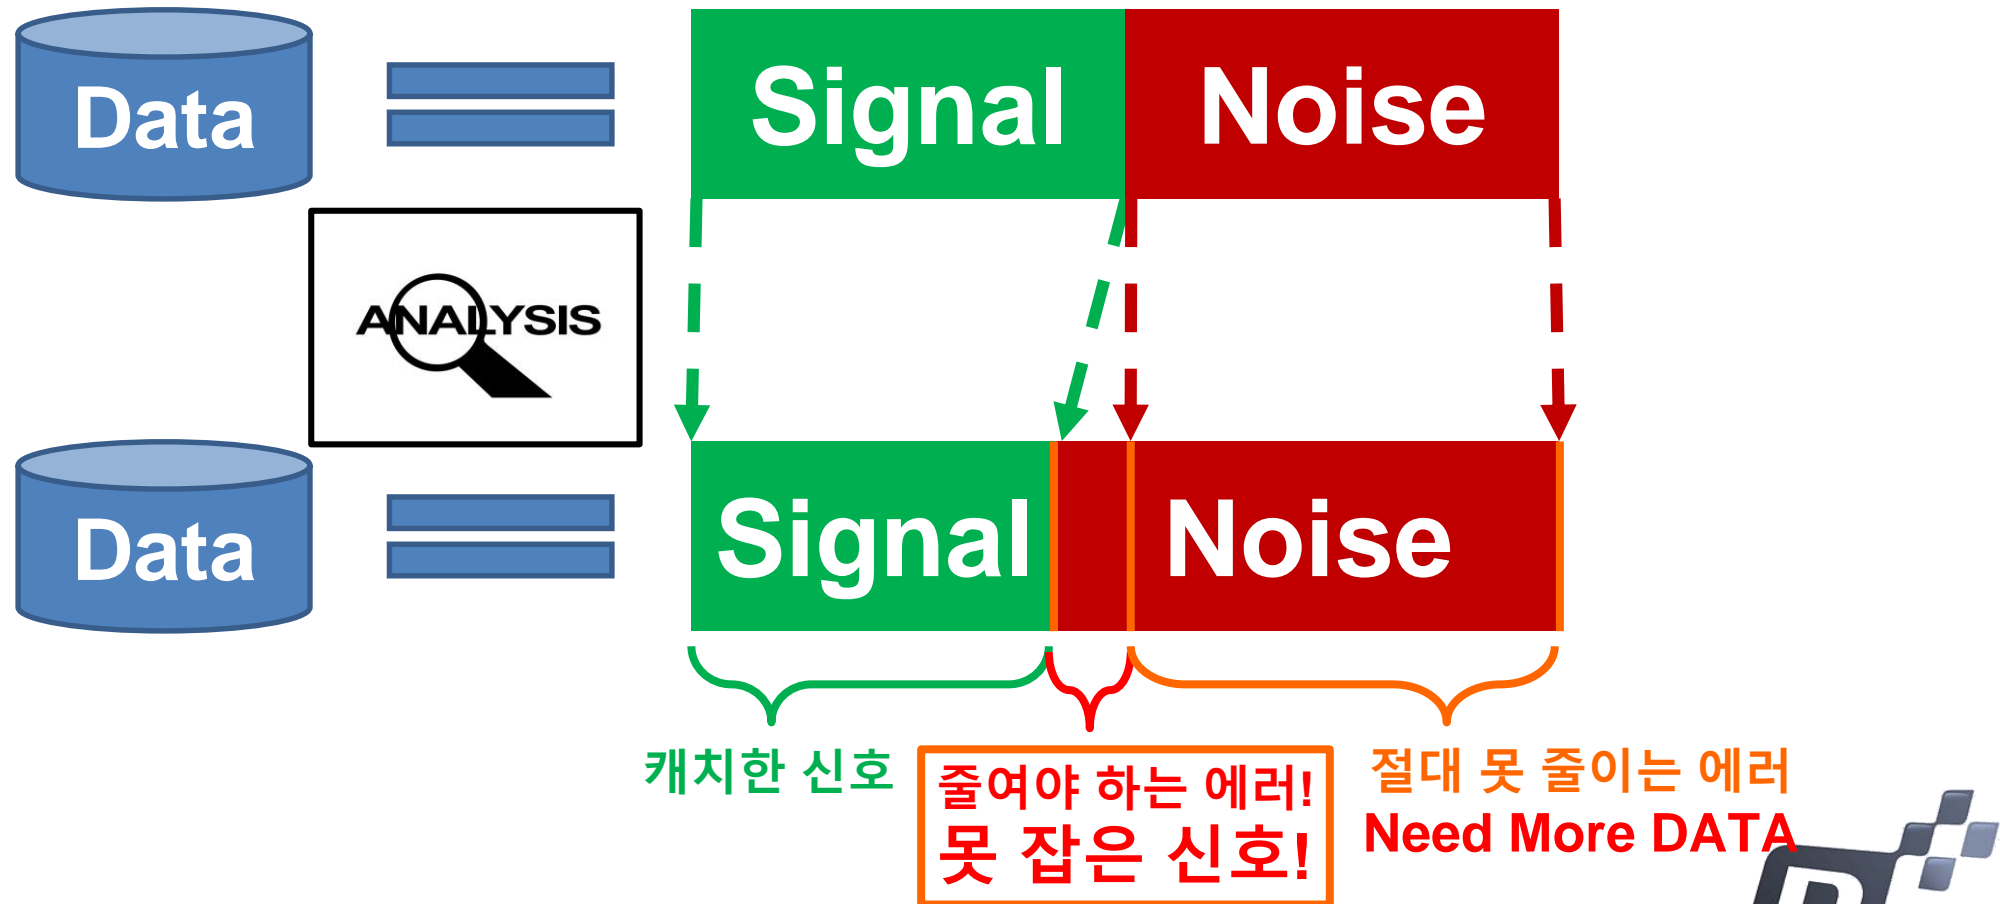 Data
Signal
Noise
ANALYSIS
Data
Signal
Noise
캐치한 신호
줄여야 하는 에러!
못 잡은 신호!
절대 못 줄이는 에러
Need More DATA